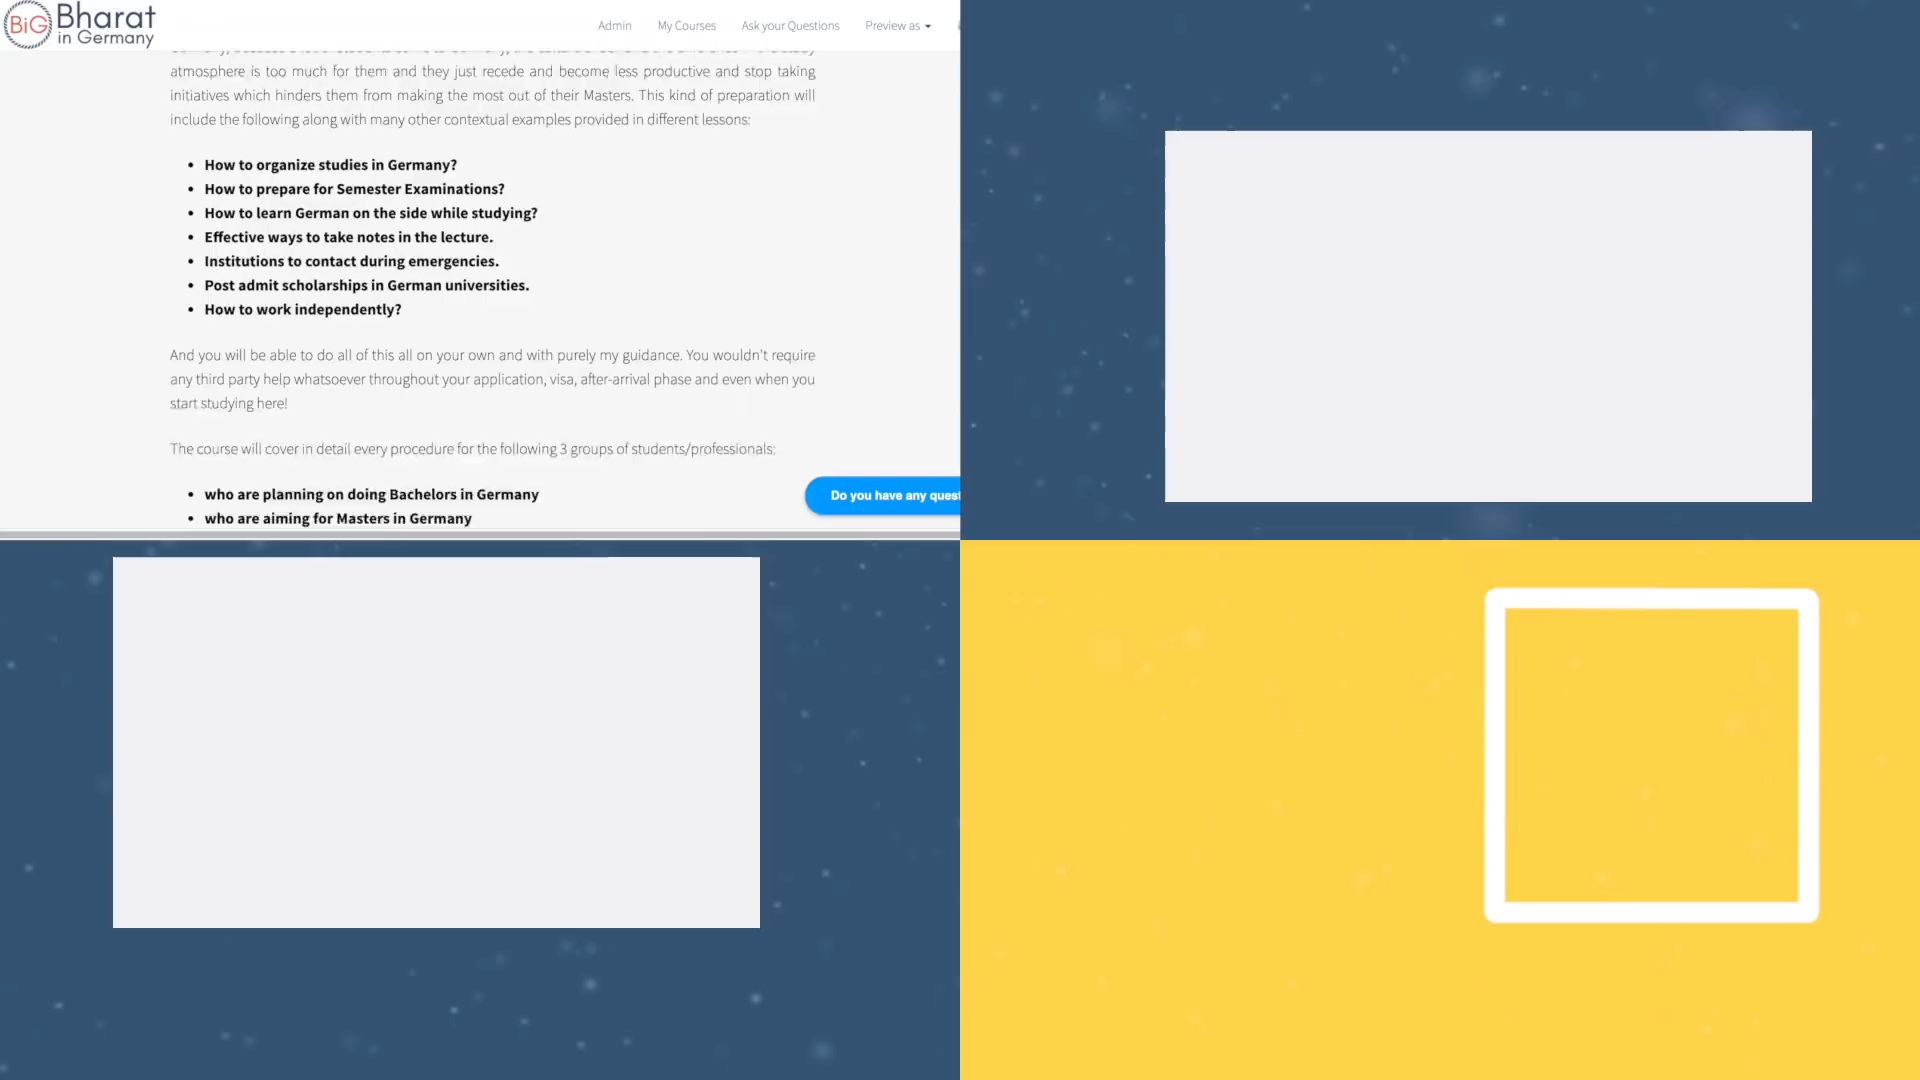 BiG Bharat
in Germany
Admin My Courses Ask your Questions Preview as
atmosphere is too much for them and they just recede and become less productive and stop taking
initiatives which hinders them from making the most out of their Masters. This kind of preparation will
include the following along with many other contextual examples provided in different lessons:
• How to organize studies in Germany?
• How to prepare for Semester Examinations?
• How to learn German on the side while studying?
• Effective ways to take notes in the lecture.
• Institutions to contact during emergencies.
• Post admit scholarships in German universities.
• How to work independently?
And you will be able to do all of this all on your own and with purely my guidance. You wouldn't require
any third party help whatsoever throughout your application, visa, after-arrival phase and even when you
start studying here!
The course will cover in detail every procedure for the following 3 groups of students/professionals:
• who are planning on doing Bachelors in Germany
Do you have any quest
• who are aiming for Masters in Germany